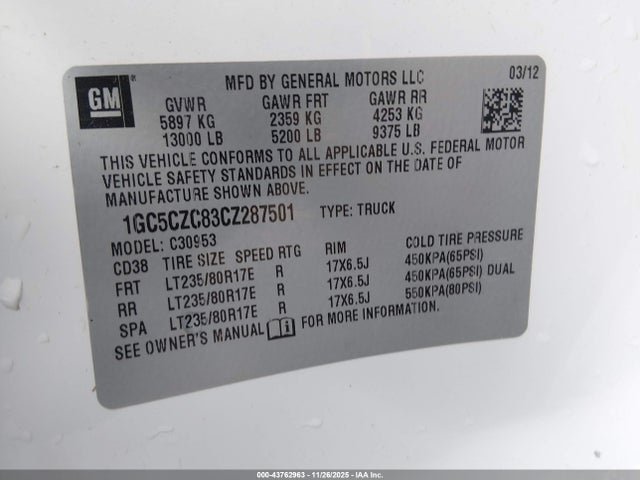 GM
MFD BY GENERAL MOTORS LLC 03/12
GVWR GAWR FRT GAWR RR
5897 KG 2359 KG 4253 KG
13000 LB 5200 LB 9375 LB
THIS VEHICLE CONFORMS TO ALL APPLICABLE U.S. FEDERAL MOTOR
VEHICLE SAFETY STANDARDS IN EFFECT ON THE DATE OF
MANUFACTURE SHOWN ABOVE.
1GC5CZC83CZ287501 TYPE: TRUCK
MODEL: C30953
CD38 TIRE SIZE SPEED RTG RIM COLD TIRE PRESSURE
FRT LT235/80R17E R 17X6.5J 450KPA(65PSI)
RR LT235/80R17E R 17X6.5J 450KPA(65PSI) DUAL
SPA LT235/80R17E R 17X6.5J 550KPA(80PSI)
SEE OWNER'S MANUAL FOR MORE INFORMATION.
000-43762963 - 11/26/2025 - IAA Inc.